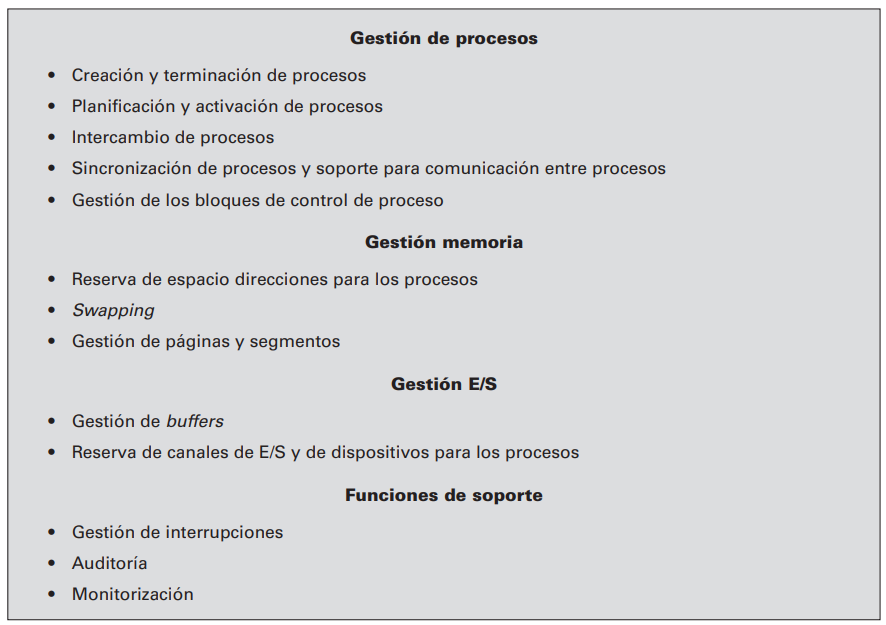 Gestión de procesos
• Creación y terminación de procesos
• Planificación y activación de procesos
• Intercambio de procesos
• Sincronización de procesos y soporte para comunicación entre procesos
• Gestión de los bloques de control de proceso
Gestión memoria
• Reserva de espacio direcciones para los procesos
• Swapping
• Gestión de páginas y segmentos
Gestión E/S
• Gestión de buffers
• Reserva de canales de E/S y de dispositivos para los procesos
Funciones de soporte
• Gestión de interrupciones
• Auditoría
• Monitorización